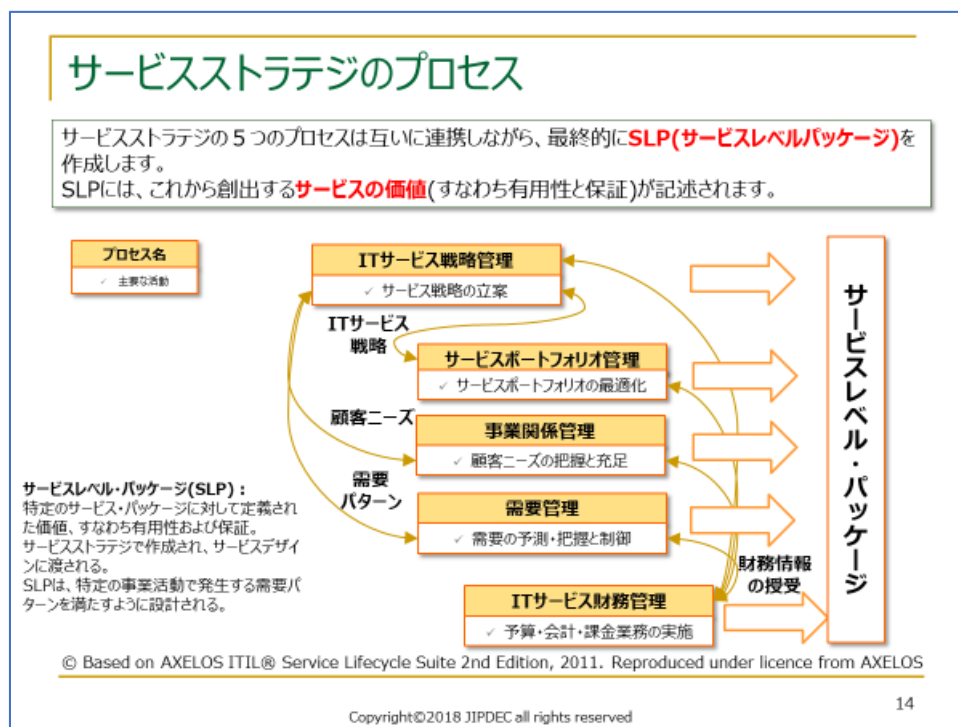 サービスストラテジのプロセス
サービスストラテジの5つのプロセスは互いに連携しながら、最終的にSLP(サービスレベルパッケージ)を
作成します。
SLPには、これから創出するサービスの価値(すなわち有用性と保証)が記述されます。
プロセス名
✓ 主要な活動
ITサービス戦略管理
✓ サービス戦略の立案
ITサービス
戦略
サービスポートフォリオ管理
✓ サービスポートフォリオの最適化
顧客ニーズ
事業関係管理
✓ 顧客ニーズの把握と充足
需要
パターン
需要管理
✓ 需要の予測・把握と制御
財務情報
の授受
ITサービス財務管理
✓ 予算・会計・課金業務の実施
サービスレベル・パッケージ
サービスレベル・パッケージ(SLP):
特定のサービス・パッケージに対して定義され
た価値、すなわち有用性および保証。
サービスストラテジで作成され、サービスデザイ
ンに渡される。
SLPは、特定の事業活動で発生する需要パ
ターンを満たすように設計される。
© Based on AXELOS ITIL® Service Lifecycle Suite 2nd Edition, 2011. Reproduced under licence from AXELOS
Copyright©2018 JIPDEC all rights reserved
14